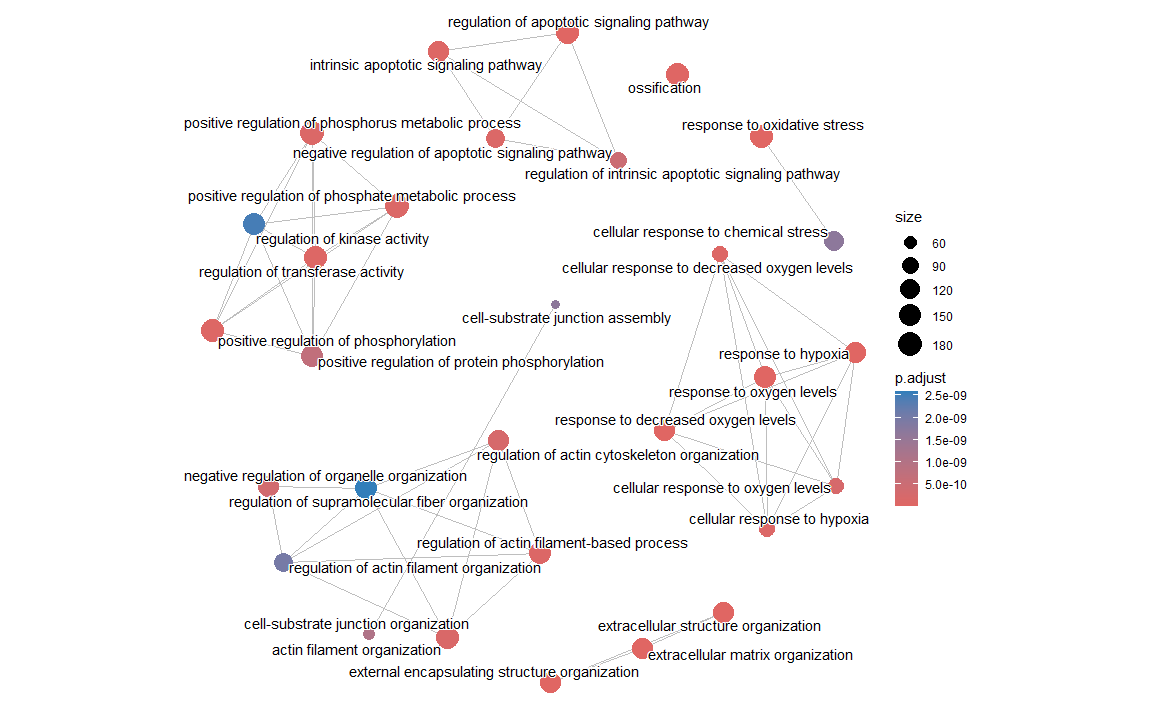 regulation of apoptotic signaling pathway
intrinsic apoptotic signaling pathway
ossification
positive regulation of phosphorus metabolic process
response to oxidative stress
negative regulation of apoptotic signaling pathway
regulation of intrinsic apoptotic signaling pathway
positive regulation of phosphate metabolic process
regulation of kinase activity
cellular response to chemical stress
regulation of transferase activity
cellular response to decreased oxygen levels
cell-substrate junction assembly
positive regulation of phosphorylation
positive regulation of protein phosphorylation
response to hypoxia
response to oxygen levels
response to decreased oxygen levels
regulation of actin cytoskeleton organization
negative regulation of organelle organization
cellular response to oxygen levels
regulation of supramolecular fiber organization
cellular response to hypoxia
regulation of actin filament-based process
regulation of actin filament organization
cell-substrate junction organization
extracellular structure organization
actin filament organization
extracellular matrix organization
external encapsulating structure organization
size
60
90
120
150
180
p.adjust
2.5e-09
2.0e-09
1.5e-09
1.0e-09
5.0e-10